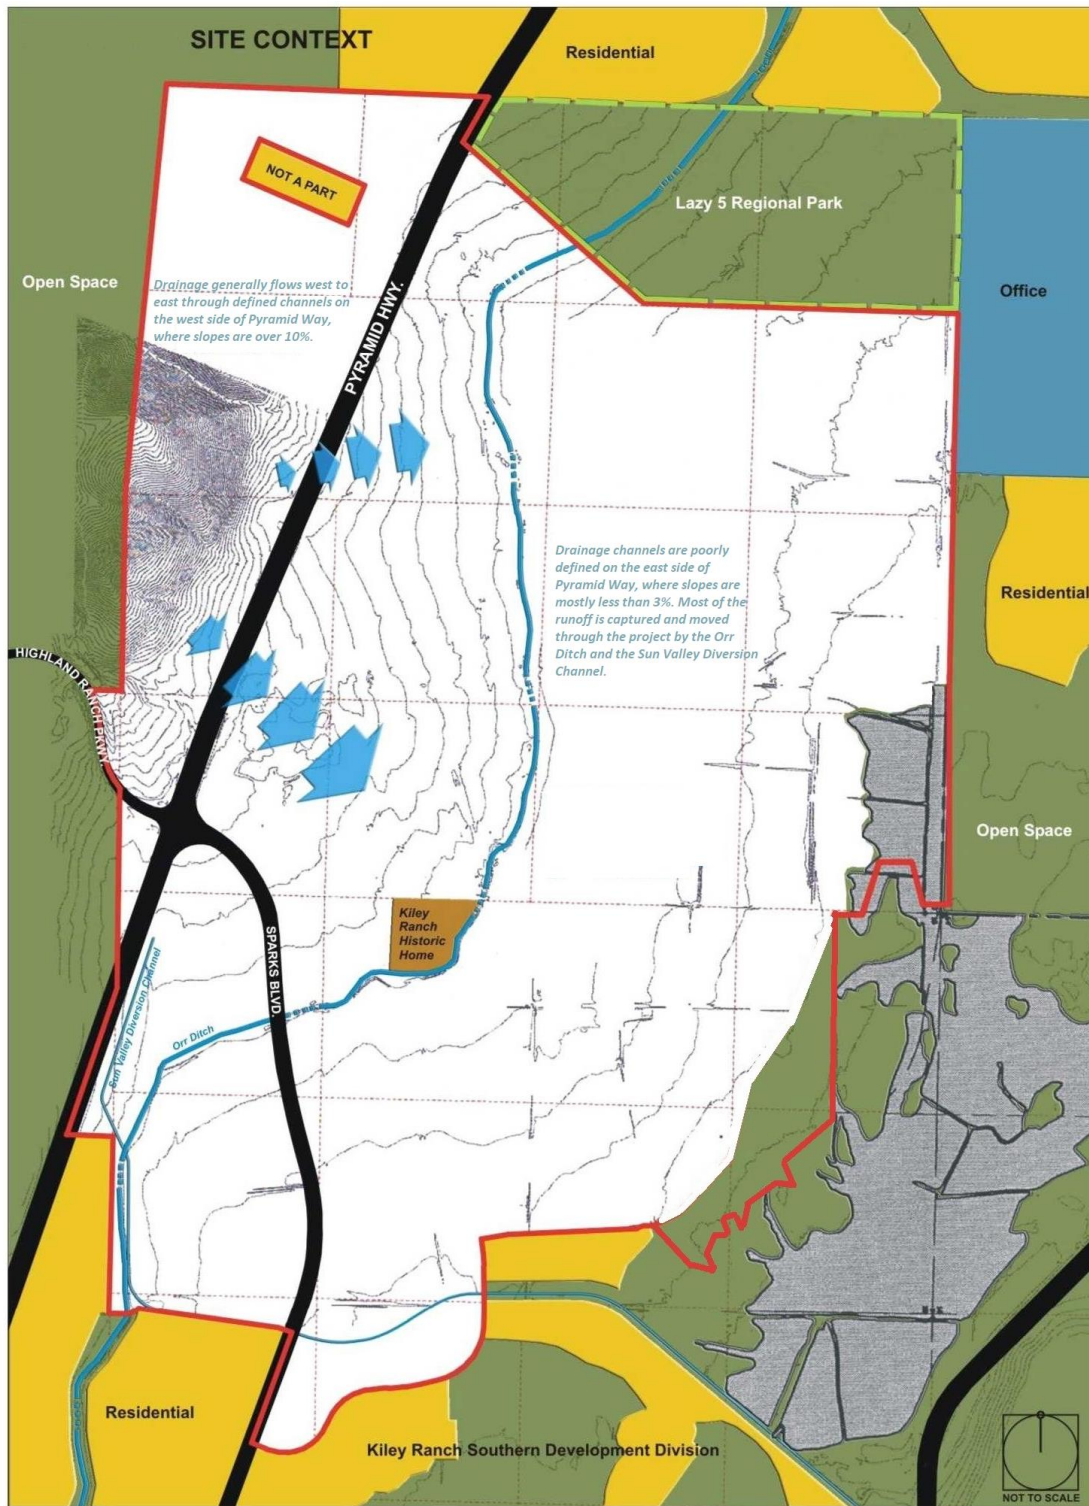 SITE CONTEXT
Residential
NOT A PART
Lazy 5 Regional Park
Open Space
Drainage generally flows west to
east through defined channels on
the west side of Pyramid Way,
where slopes are over 10%.
Office
PYRAMID HWY.
Drainage channels are poorly
defined on the east side of
Pyramid Way, where slopes are
mostly less than 3%. Most of the
runoff is captured and moved
through the project by the Orr
Ditch and the Sun Valley Diversion
Channel.
Residential
HIGHLAND RANCH PKWY.
Open Space
Kiley
Ranch
Historic
Home
SPARKS BLVD.
Sun Valley Diversion Channel
Orr Ditch
Residential
Kiley Ranch Southern Development Division
NOT TO SCALE